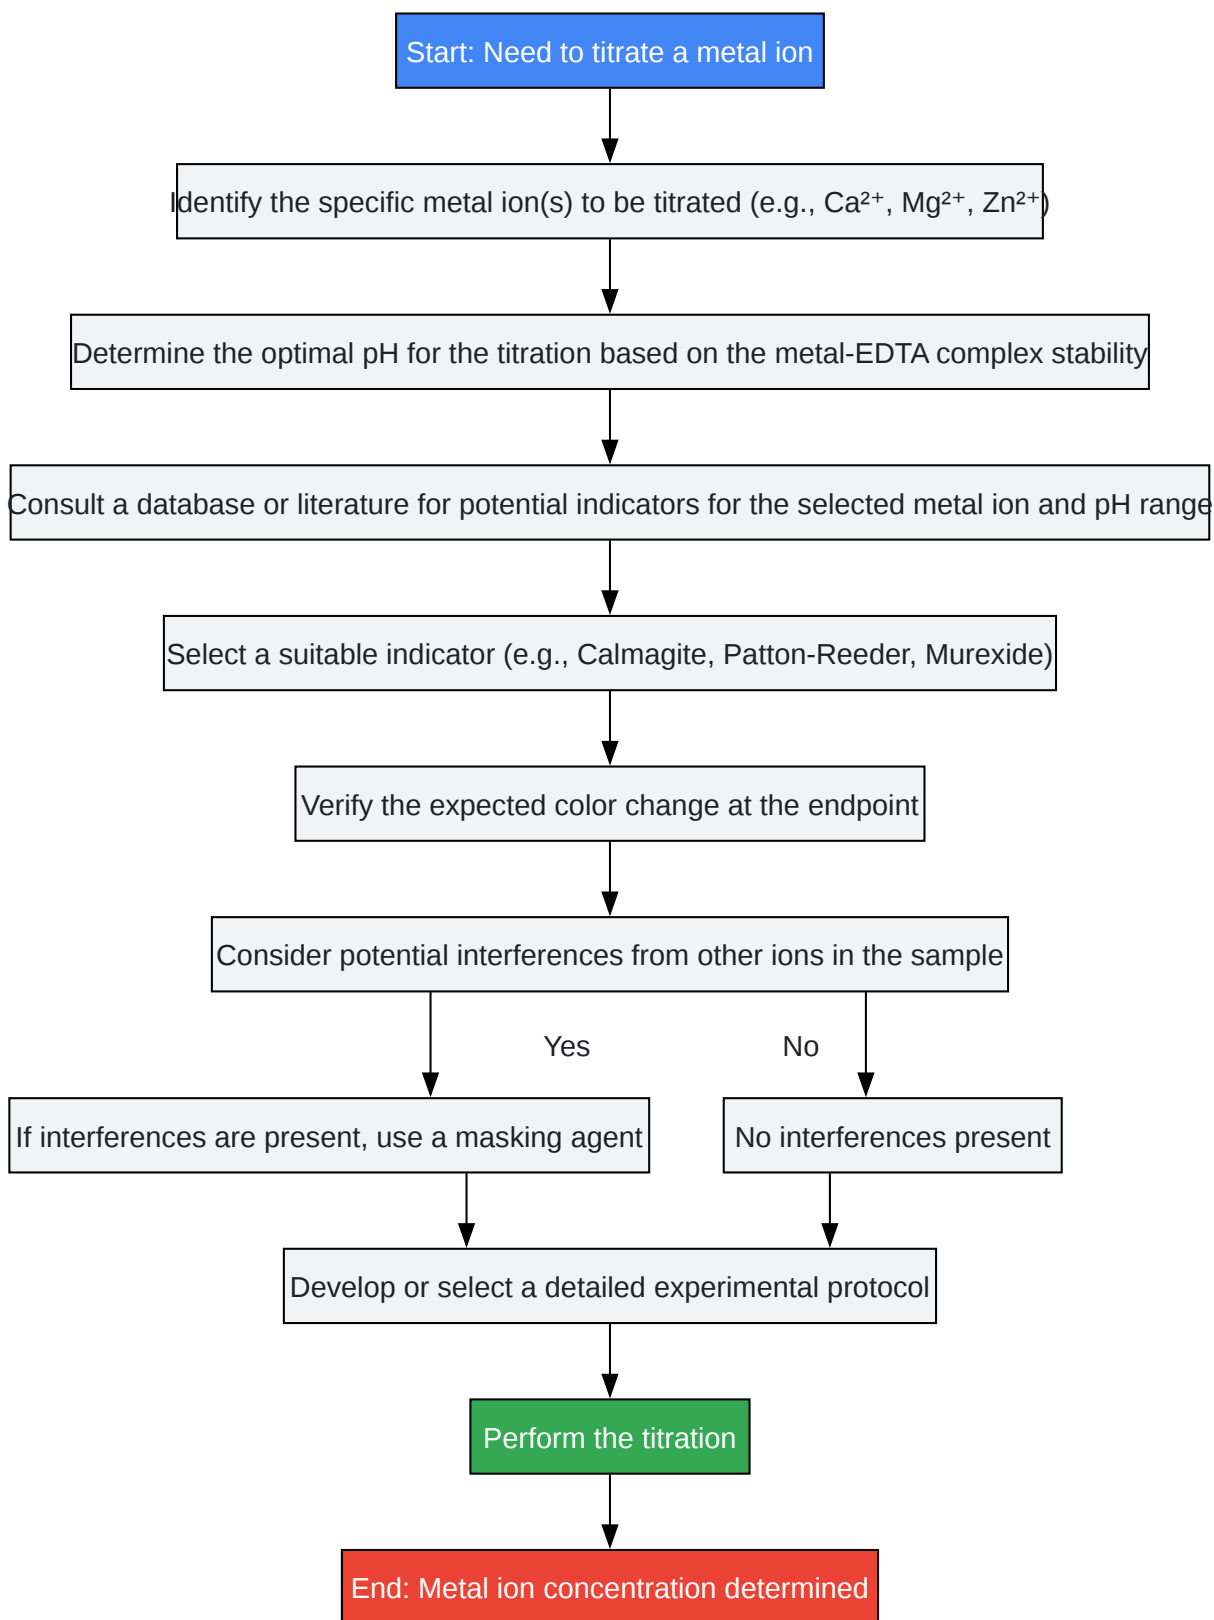 Start: Need to titrate a metal ion
Identify the specific metal ion(s) to be titrated (e.g., Ca²⁺, Mg²⁺, Zn²⁺)
Determine the optimal pH for the titration based on the metal-EDTA complex stability
Consult a database or literature for potential indicators for the selected metal ion and pH range
Select a suitable indicator (e.g., Calmagite, Patton-Reeder, Murexide)
Verify the expected color change at the endpoint
Consider potential interferences from other ions in the sample
Yes
No
If interferences are present, use a masking agent
No interferences present
Develop or select a detailed experimental protocol
Perform the titration
End: Metal ion concentration determined